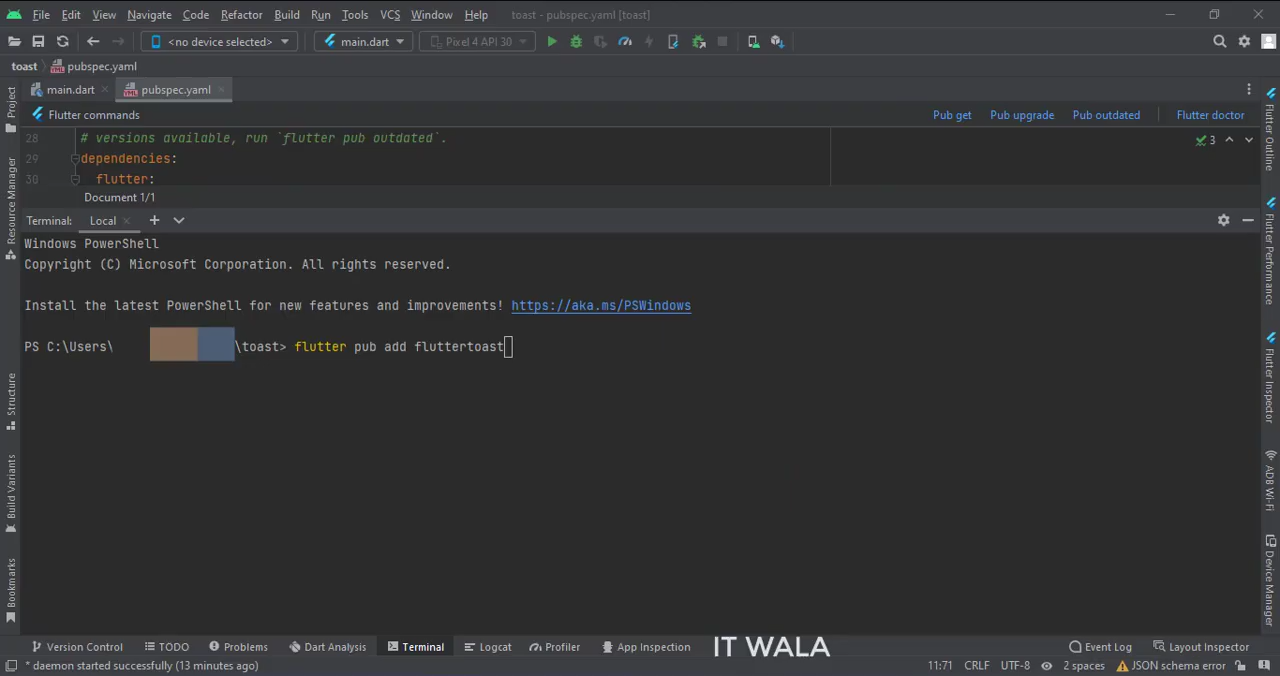 File Edit View Navigate Code Refactor Build Run Tools VCS Window Help toast - pubspec.yaml [toast]
<no device selected> main.dart Pixel 4 API 30
toast pubspec.yaml
main.dart pubspec.yaml
Flutter commands Pub get Pub upgrade Pub outdated Flutter doctor
28 # versions available, run `flutter pub outdated`.
3
29 dependencies:
30 flutter:
Document 1/1
Terminal: Local
Windows PowerShell
Copyright (C) Microsoft Corporation. All rights reserved.
Install the latest PowerShell for new features and improvements! https://aka.ms/PSWindows
PS C:\Users\ \toast> flutter pub add fluttertoast
Project
Resource Manager
Structure
Build Variants
Bookmarks
Flutter Outline
Flutter Performance
Flutter Inspector
ADB Wi-Fi
Device Manager
Version Control TODO Problems Dart Analysis Terminal Logcat Profiler App Inspection IT WALA Event Log Layout Inspector
* daemon started successfully (13 minutes ago) 11:71 CRLF UTF-8 2 spaces JSON schema error